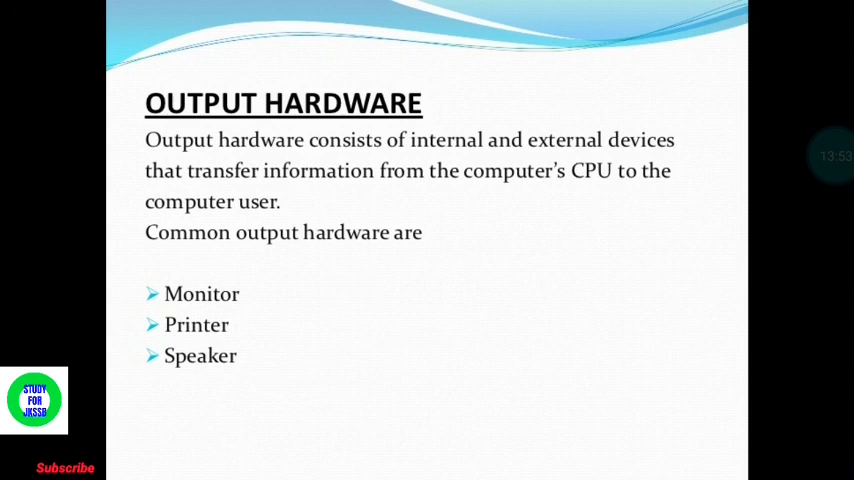 OUTPUT HARDWARE
Output hardware consists of internal and external devices
that transfer information from the computer's CPU to the
computer user.
Common output hardware are
Monitor
Printer
Speaker
13:53
STUDY
FOR
JKSSB
Subscribe